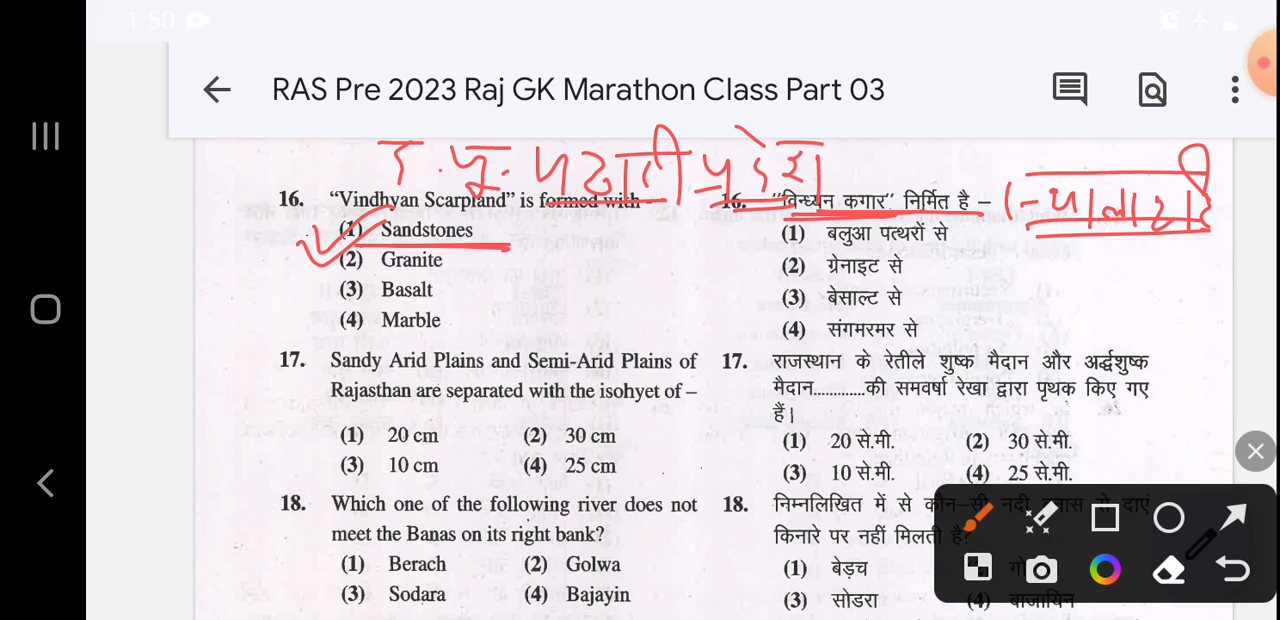 1:50
RAS Pre 2023 Raj GK Marathon Class Part 03
16. "Vindhyan Scarpland" is formed with –
(1) Sandstones
(2) Granite
(3) Basalt
(4) Marble
17. Sandy Arid Plains and Semi-Arid Plains of
Rajasthan are separated with the isohyet of –
(1) 20 cm (2) 30 cm
(3) 10 cm (4) 25 cm
18. Which one of the following river does not
meet the Banas on its right bank?
(1) Berach (2) Golwa
(3) Sodara (4) Bajayin
16. "विन्ध्यन कगार" निर्मित है –
(1) बलुआ पत्थरों से
(2) ग्रेनाइट से
(3) बेसाल्ट से
(4) संगमरमर से
17. राजस्थान के रेतीले शुष्क मैदान और अर्द्धशुष्क
मैदान.............की समवर्षा रेखा द्वारा पृथक किए गए
हैं।
(1) 20 से.मी. (2) 30 से.मी.
(3) 10 से.मी. (4) 25 से.मी.
18. निम्नलिखित में से कौन-सी नदी बनास से दाएं
किनारे पर नहीं मिलती है?
(1) बेड़च
(3) सोडरा (4) बाजायिन